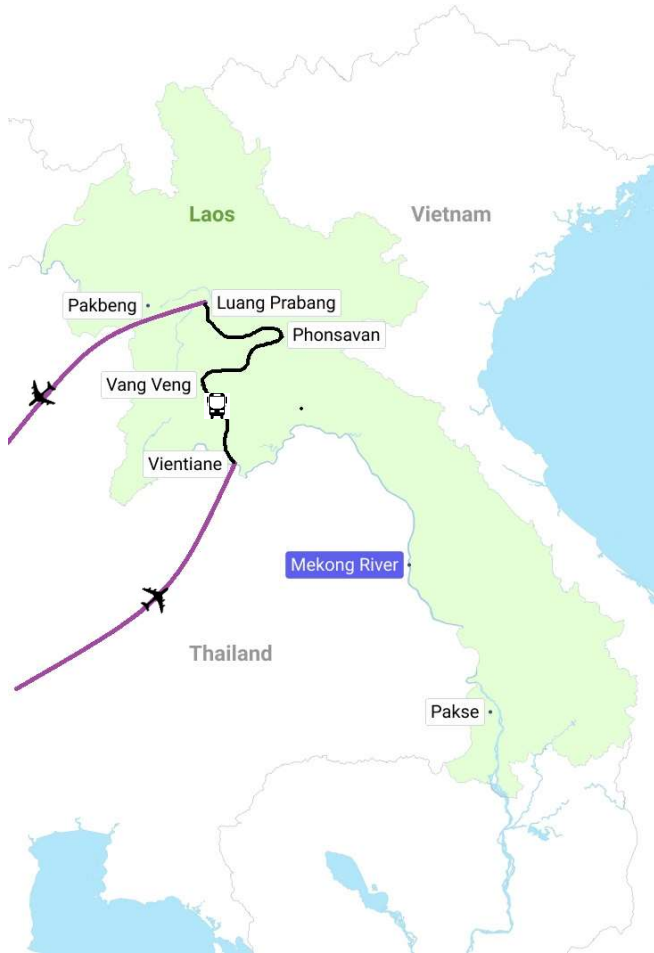 Laos
Vietnam
Pakbeng
Luang Prabang
Phonsavan
Vang Veng
Vientiane
Mekong River
Thailand
Pakse